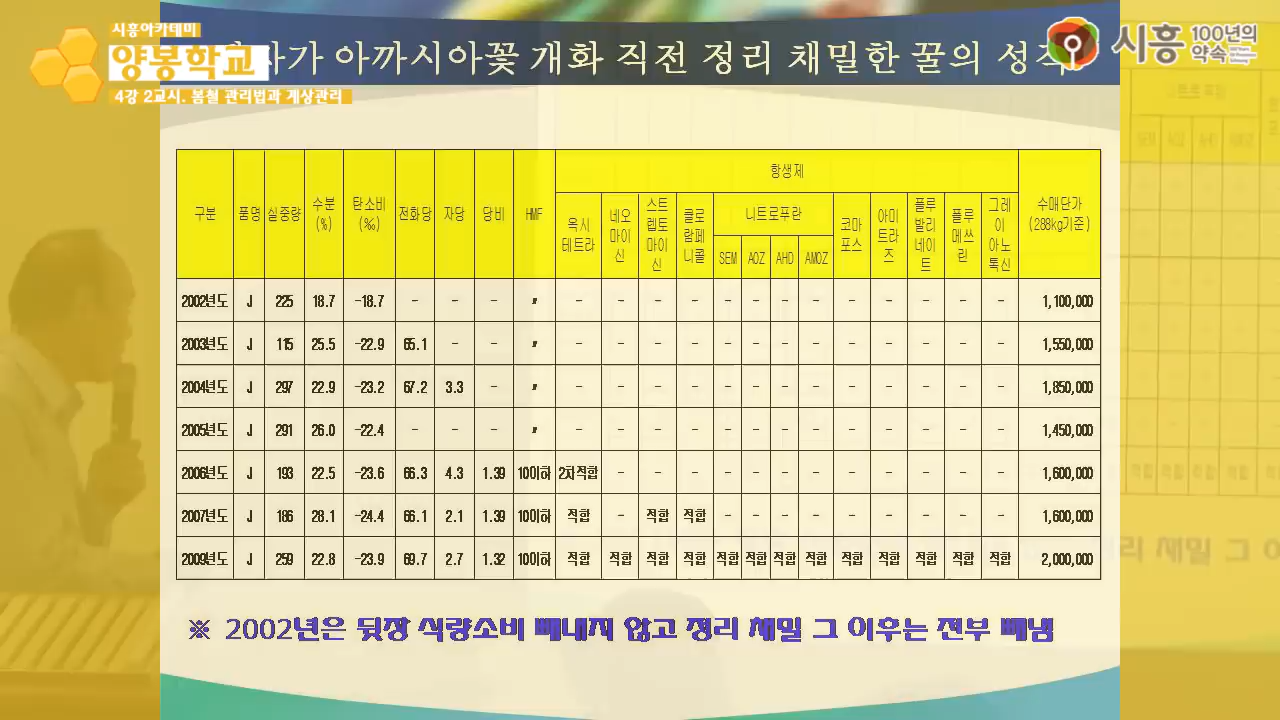 시흥아카데미
양봉학교
4강 2교시. 봄철 관리법과 계상관리
시흥 100년의 약속
아까시아꽃 개화 직전 정리 채밀한 꿀의
구분 품명 실중량 수분(%) 탄소비(‰) 전화당 자당 당비 HMF 항생제 수매단가(288kg기준)
옥시테트라 네오마이신 스트렙토마이신 클로람페니콜 니트로푸란 코마포스 아미트라즈 플루발리네이트 플루메쓰린 그레이아노톡신
SEM AOZ AHD AMOZ
2002년도 J 225 18.7 -18.7 - - - 〃 - - - - - - - - - - - - - 1,100,000
2003년도 J 115 25.5 -22.9 65.1 - - 〃 - - - - - - - - - - - - - 1,550,000
2004년도 J 297 22.9 -23.2 67.2 3.3 - 〃 - - - - - - - - - - - - - 1,850,000
2005년도 J 291 26.0 -22.4 - - - 〃 - - - - - - - - - - - - - 1,450,000
2006년도 J 193 22.5 -23.6 66.3 4.3 1.39 10이하 2차적합 - - - - - - - - - - - - 1,600,000
2007년도 J 186 28.1 -24.4 66.1 2.1 1.39 10이하 적합 - 적합 적합 - - - - - - - - - 1,600,000
2009년도 J 259 22.8 -23.9 69.7 2.7 1.32 10이하 적합 적합 적합 적합 적합 적합 적합 적합 적합 적합 적합 적합 적합 2,000,000
※ 2002년은 뒷장 식량소비 빼내지 않고 정리 채밀 그 이후는 전부 빼냄